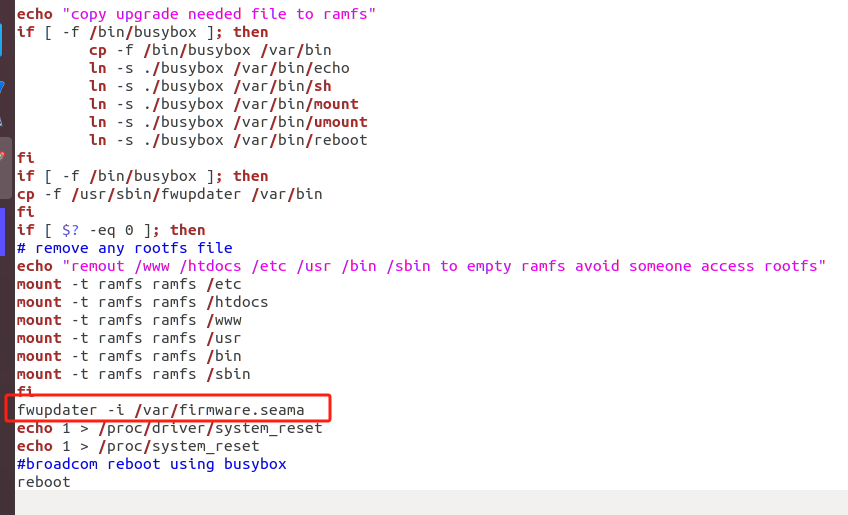 echo "copy upgrade needed file to ramfs"
if [ -f /bin/busybox ]; then
        cp -f /bin/busybox /var/bin
        ln -s ./busybox /var/bin/echo
        ln -s ./busybox /var/bin/sh
        ln -s ./busybox /var/bin/mount
        ln -s ./busybox /var/bin/umount
        ln -s ./busybox /var/bin/reboot
fi
if [ -f /bin/busybox ]; then
cp -f /usr/sbin/fwupdater /var/bin
fi
if [ $? -eq 0 ]; then
# remove any rootfs file
echo "remout /www /htdocs /etc /usr /bin /sbin to empty ramfs avoid someone access rootfs"
mount -t ramfs ramfs /etc
mount -t ramfs ramfs /htdocs
mount -t ramfs ramfs /www
mount -t ramfs ramfs /usr
mount -t ramfs ramfs /bin
mount -t ramfs ramfs /sbin
fi
fwupdater -i /var/firmware.seama
echo 1 > /proc/driver/system_reset
echo 1 > /proc/system_reset
#broadcom reboot using busybox
reboot